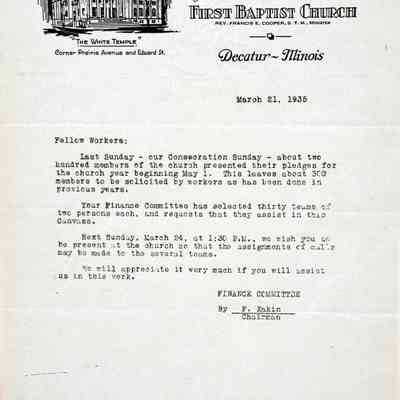 FIRST BAPTIST CHURCH
REV. FRANCIS E. COOPER, S. T. M., MINISTER
"THE WHITE TEMPLE"
Corner Prairie Avenue and Edward St.
Decatur ~ Illinois
March 21, 1935
Fellow Workers:
Last Sunday - our Consecration Sunday - about two
hundred members of the church presented their pledges for
the church year beginning May 1. This leaves about 300
members to be solicited by workers as has been done in
previous years.
Your Finance Committee has selected thirty teams of
two persons each, and requests that they assist in this
Canvass.
Next Sunday, March 24, at 1:30 P.M., we wish you to
be present at the church so that the assignments of calls
may be made to the several teams.
We will appreciate it very much if you will assist
us in this work.
FINANCE COMMITTEE
By F. Eakin
Chairman